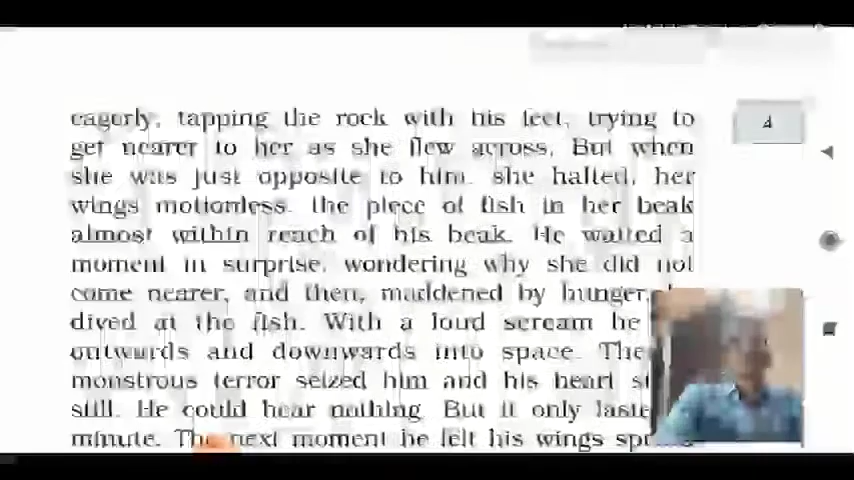 eagerly, tapping the rock with his feet, trying to
get nearer to her as she flew across. But when
she was just opposite to him, she halted, her
wings motionless, the piece of fish in her beak
almost within reach of his beak. He waited a
moment in surprise, wondering why she did not
come nearer, and then, maddened by hunger,
dived at the fish. With a loud scream he
outwards and downwards into space. The
monstrous terror seized him and his heart st
still. He could hear nothing. But it only laste
minute. The next moment he felt his wings spr
4